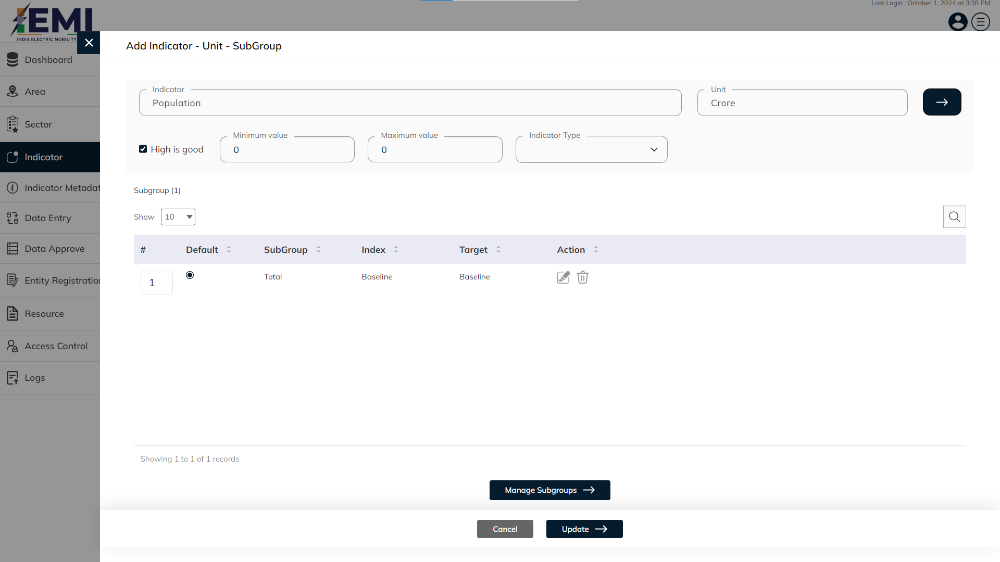 Last Login : October 1, 2024 at 3:38 PM
EMI
INDIA ELECTRIC MOBILITY
Add Indicator - Unit - SubGroup
Dashboard
Area
Sector
Indicator
Indicator Metadat
Data Entry
Data Approve
Entity Registration
Resource
Access Control
Logs
Indicator
Population
Unit
Crore
High is good
Minimum value
0
Maximum value
0
Indicator Type
Subgroup (1)
Show 10
# Default SubGroup Index Target Action
1 Total Baseline Baseline
Showing 1 to 1 of 1 records
Manage Subgroups
Cancel Update